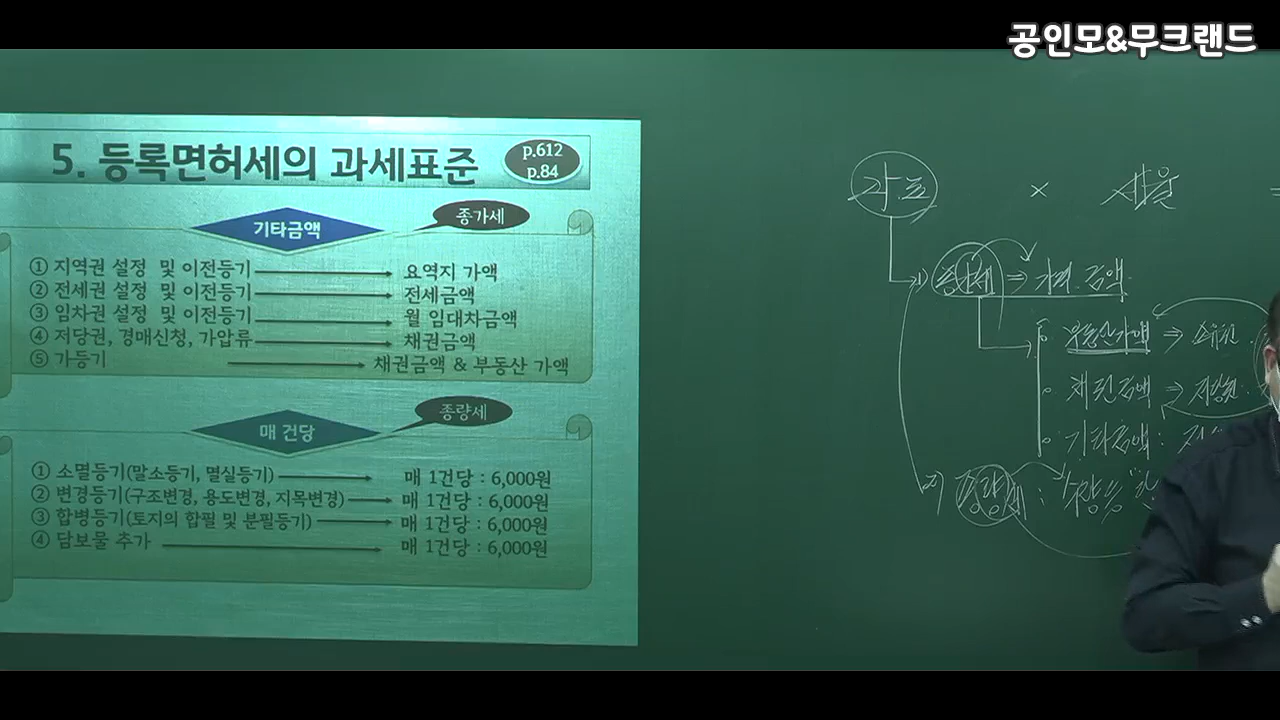 공인모&무크랜드
5. 등록면허세의 과세표준
p.612
p.84
기타금액
종가세
① 지역권 설정 및 이전등기 요역지 가액
② 전세권 설정 및 이전등기 전세금액
③ 임차권 설정 및 이전등기 월 임대차금액
④ 저당권, 경매신청, 가압류 채권금액
⑤ 가등기 채권금액 & 부동산 가액
매 건당
종량세
① 소멸등기(말소등기, 멸실등기) 매 1건당 : 6,000원
② 변경등기(구조변경, 용도변경, 지목변경) 매 1건당 : 6,000원
③ 합병등기(토지의 합필 및 분필등기) 매 1건당 : 6,000원
④ 담보물 추가 매 1건당 : 6,000원
과.표 × 세율 =
1) 종가세 ⇒ 가격. 금액
부동산가액 ⇒ 소유권.
채권금액 ⇒ 저당권.
기타금액 :
2) 종량세 :